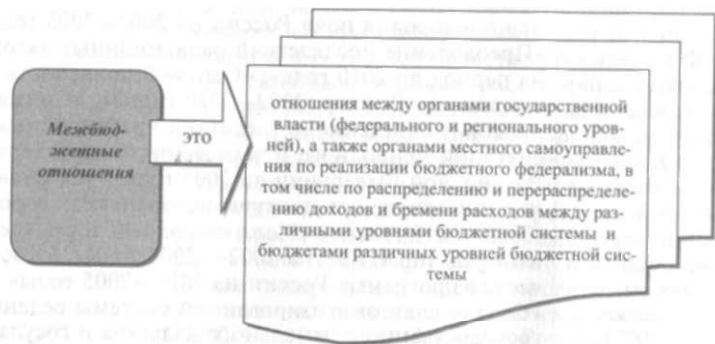 Межбюд-
жетные
отношения
это
отношения между органами государственной
власти (федерального и регионального уров-
ней), а также органами местного самоуправле-
ния по реализации бюджетного федерализма, в
том числе по распределению и перераспределе-
нию доходов и бремени расходов между раз-
личными уровнями бюджетной системы и
бюджетами различных уровней бюджетной сис-
темы